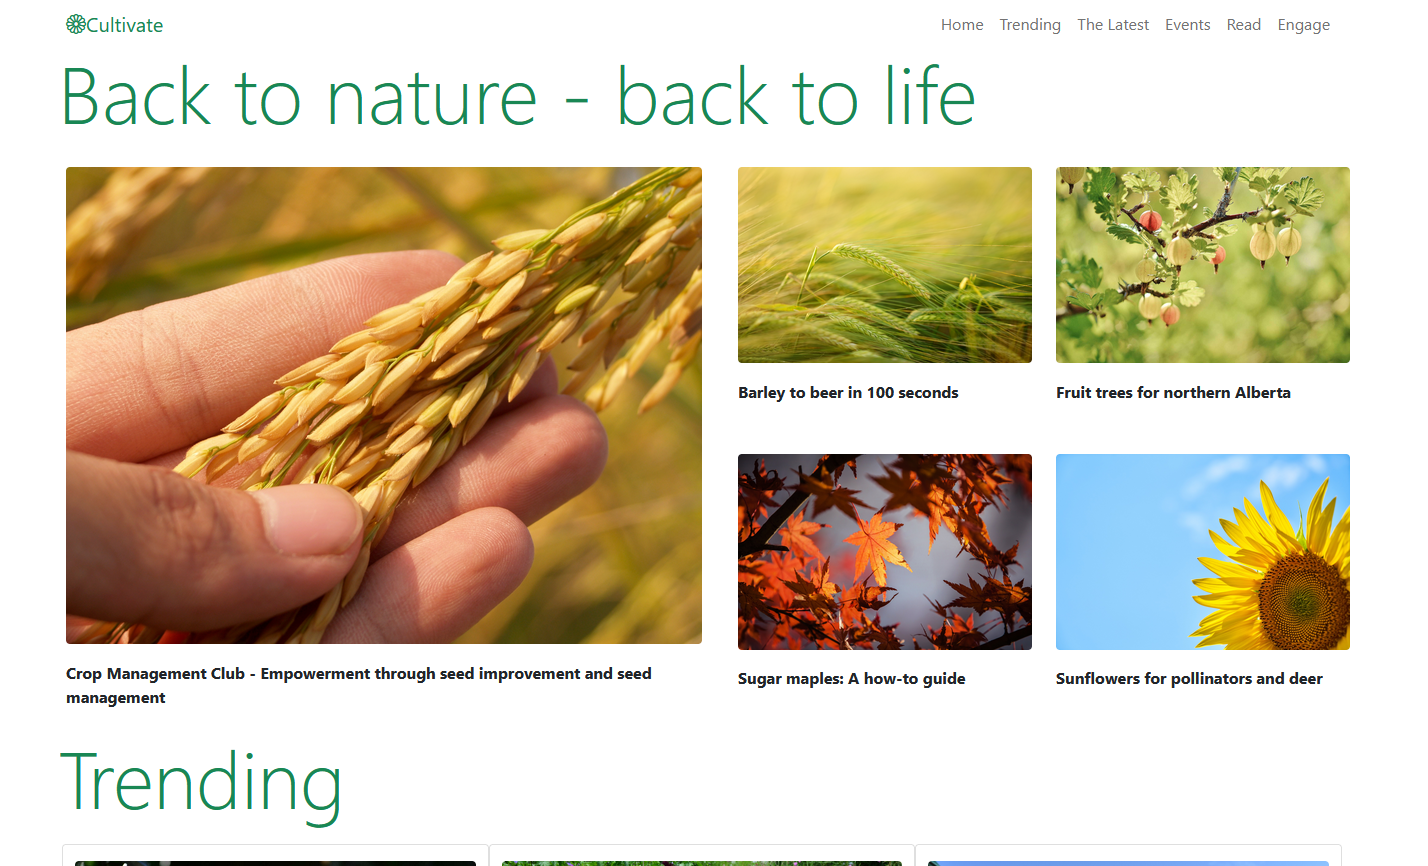 Cultivate
Home Trending The Latest Events Read Engage
Back to nature - back to life
Barley to beer in 100 seconds
Fruit trees for northern Alberta
Crop Management Club - Empowerment through seed improvement and seed
management
Sugar maples: A how-to guide
Sunflowers for pollinators and deer
Trending